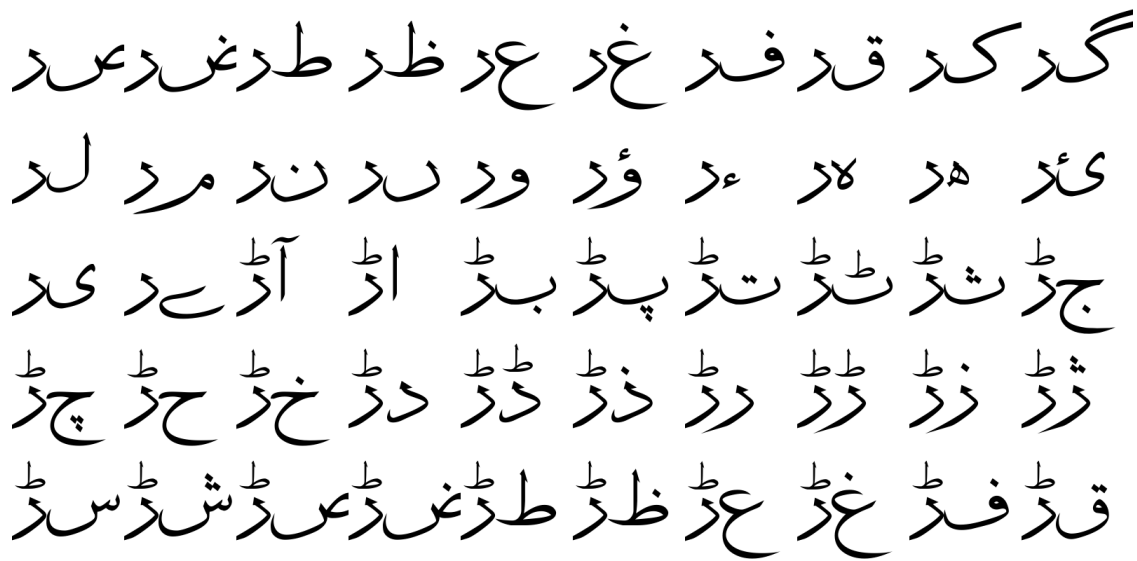 صر ضر طر ظر عر غر فر قر کر گر
لر مر نر ںر ور ؤر ءر ہر ھر ئر
یر ےر آڑ اڑ بڑ پڑ تڑ ٹڑ ثڑ جڑ
چڑ حڑ خڑ دڑ ڈڑ ذڑ رڑ ڑڑ زڑ ژڑ
سڑ شڑ صڑ ضڑ طڑ ظڑ عڑ غڑ فڑ قڑ